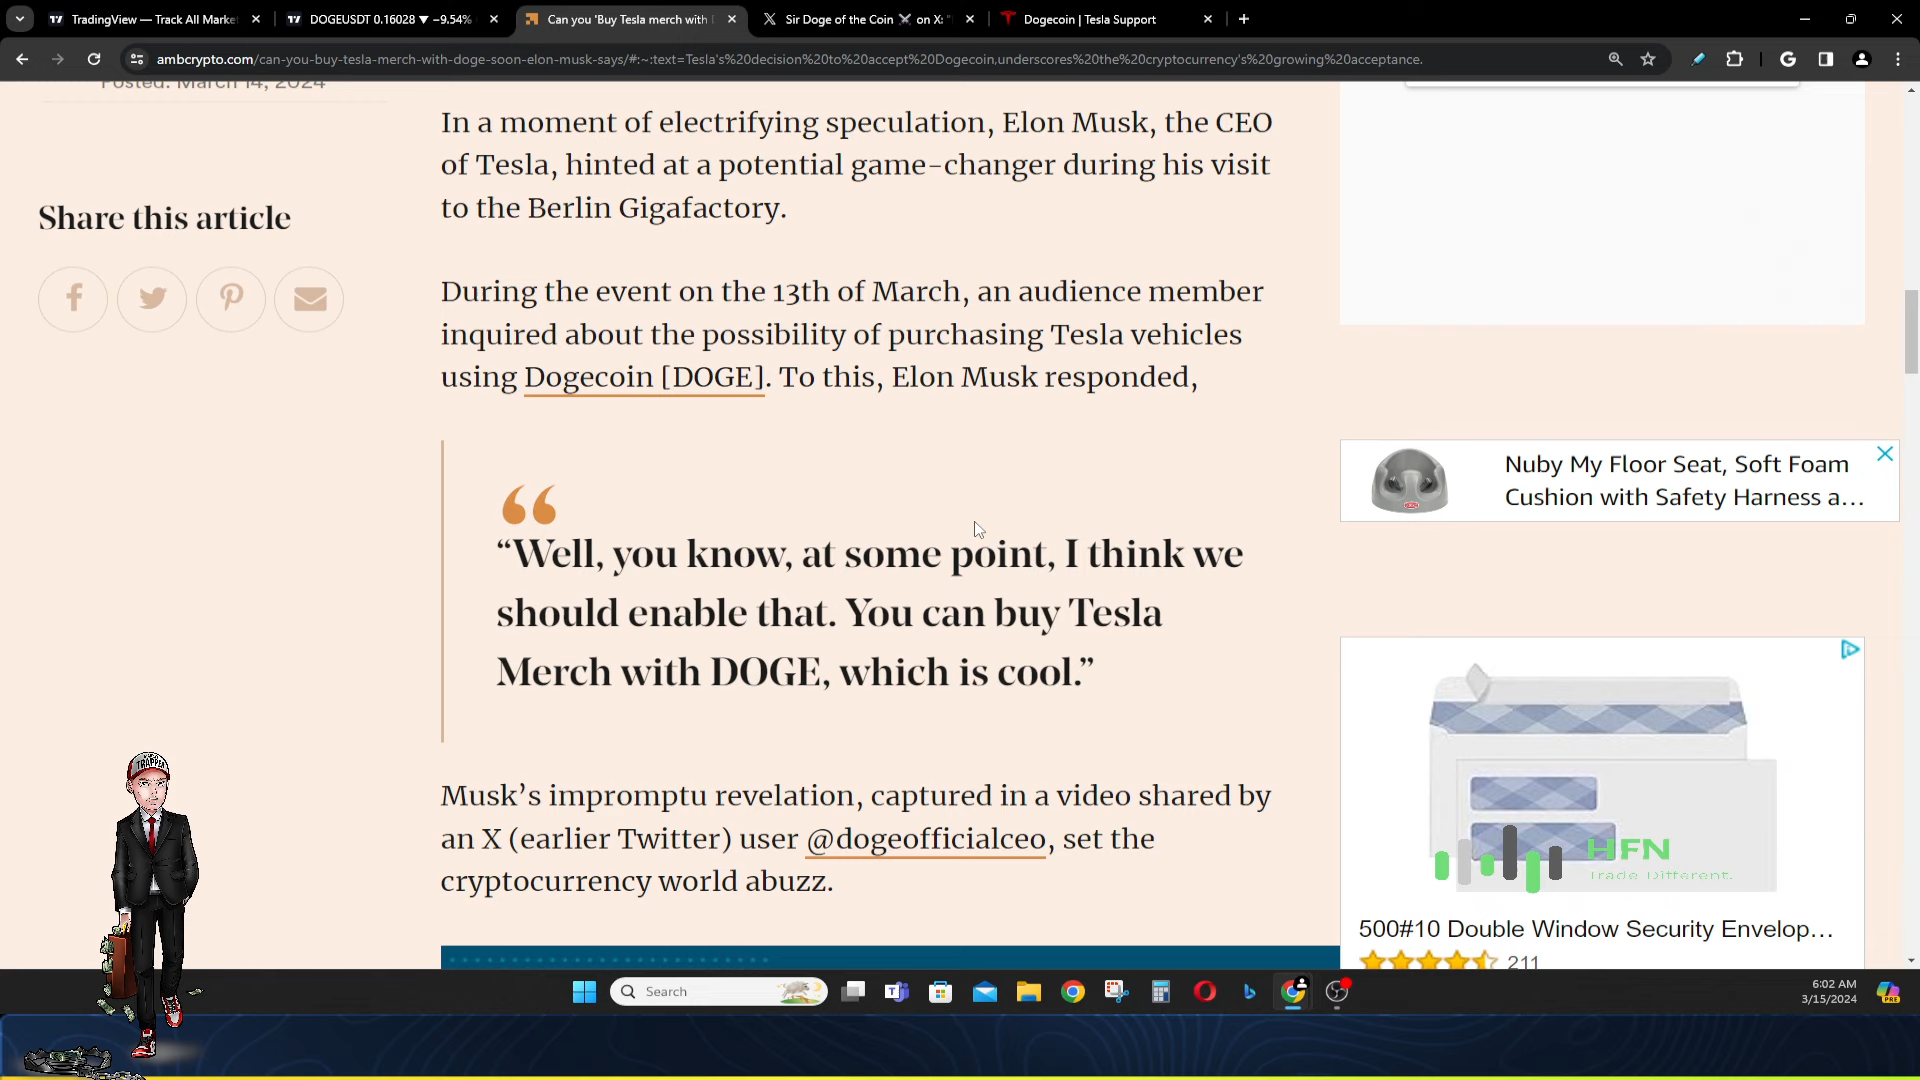 TradingView — Track All Marke
DOGEUSDT 0.16028 ▼ −9.54%
Can you 'Buy Tesla merch with
Sir Doge of the Coin ⚔ on X: "
Dogecoin | Tesla Support
ambcrypto.com/can-you-buy-tesla-merch-with-doge-soon-elon-musk-says/#:~:text=Tesla's%20decision%20to%20accept%20Dogecoin,underscores%20the%20cryptocurrency's%20growing%20acceptance.
Posted: March 14, 2024
Share this article
In a moment of electrifying speculation, Elon Musk, the CEO
of Tesla, hinted at a potential game-changer during his visit
to the Berlin Gigafactory.
During the event on the 13th of March, an audience member
inquired about the possibility of purchasing Tesla vehicles
using Dogecoin [DOGE]. To this, Elon Musk responded,
“
“Well, you know, at some point, I think we
should enable that. You can buy Tesla
Merch with DOGE, which is cool.”
Musk’s impromptu revelation, captured in a video shared by
an X (earlier Twitter) user @dogeofficialceo, set the
cryptocurrency world abuzz.
Nuby My Floor Seat, Soft Foam
Cushion with Safety Harness a...
HFN
Trade Different.
500#10 Double Window Security Envelop...
211
TRAPPER
Search
6:02 AM
3/15/2024